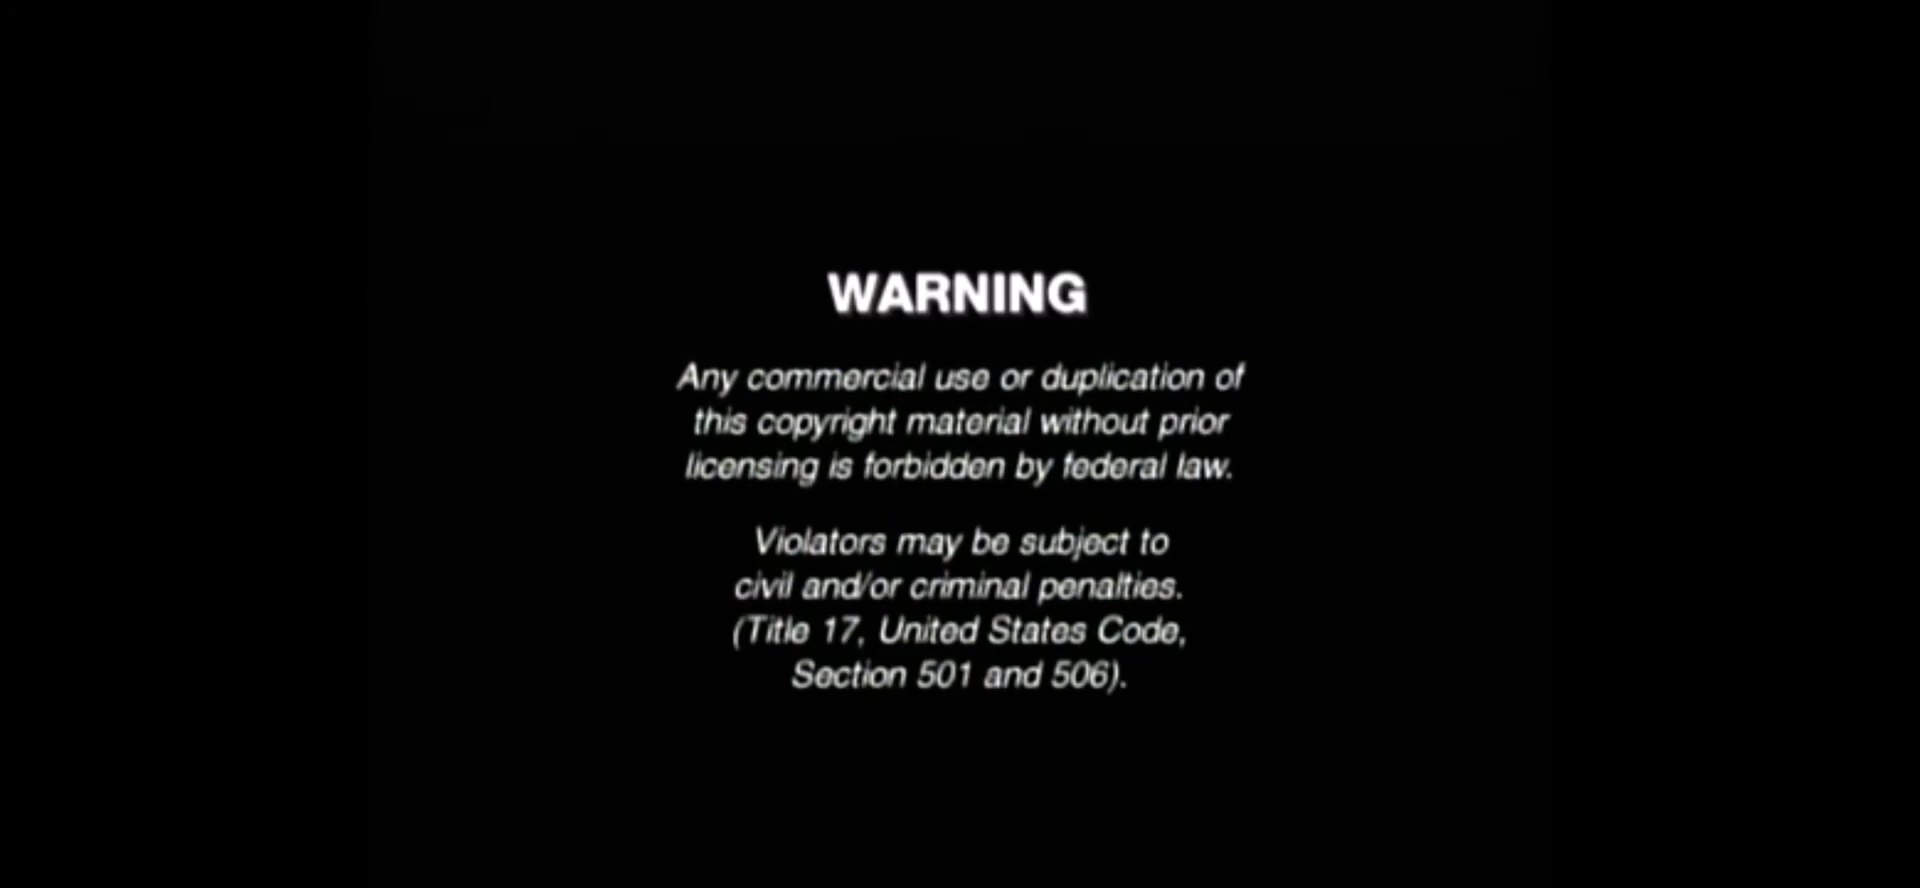 WARNING
Any commercial use or duplication of
this copyright material without prior
licensing is forbidden by federal law.
Violators may be subject to
civil and/or criminal penalties.
(Title 17, United States Code,
Section 501 and 506).